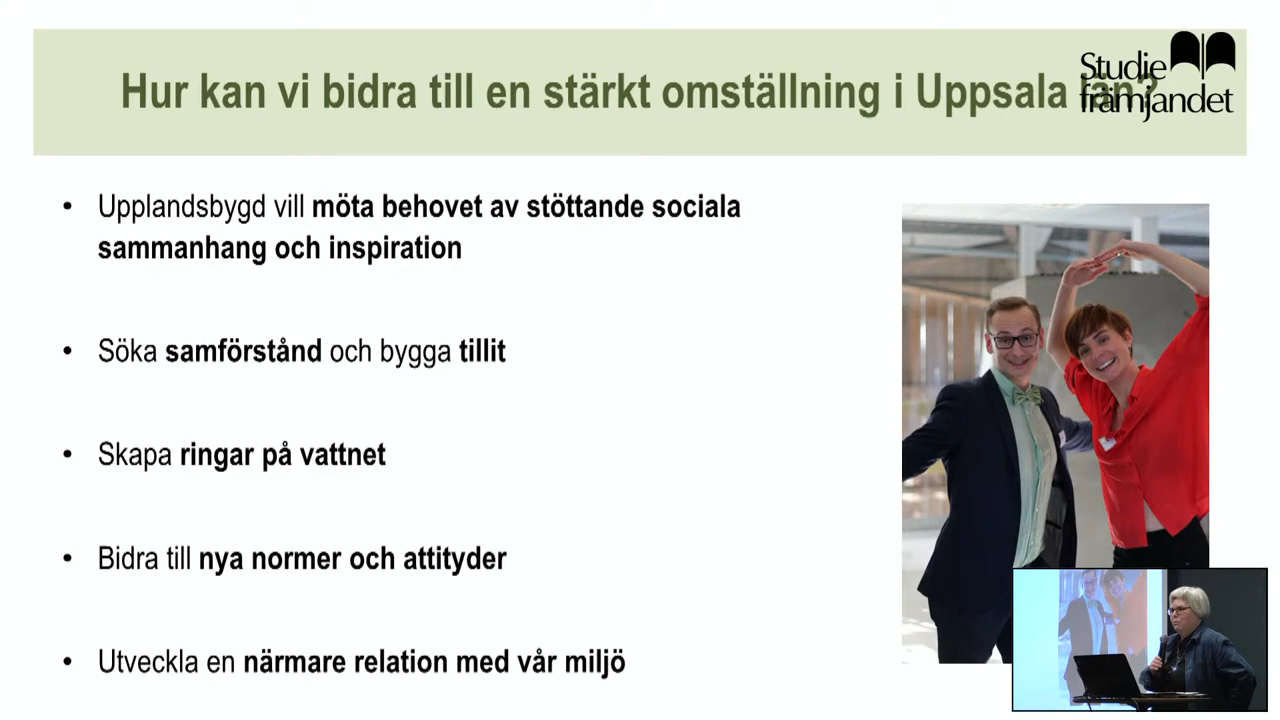 Hur kan vi bidra till en stärkt omställning i Uppsala län?
Studie
främjandet
• Upplandsbygd vill möta behovet av stöttande sociala
sammanhang och inspiration
• Söka samförstånd och bygga tillit
• Skapa ringar på vattnet
• Bidra till nya normer och attityder
• Utveckla en närmare relation med vår miljö